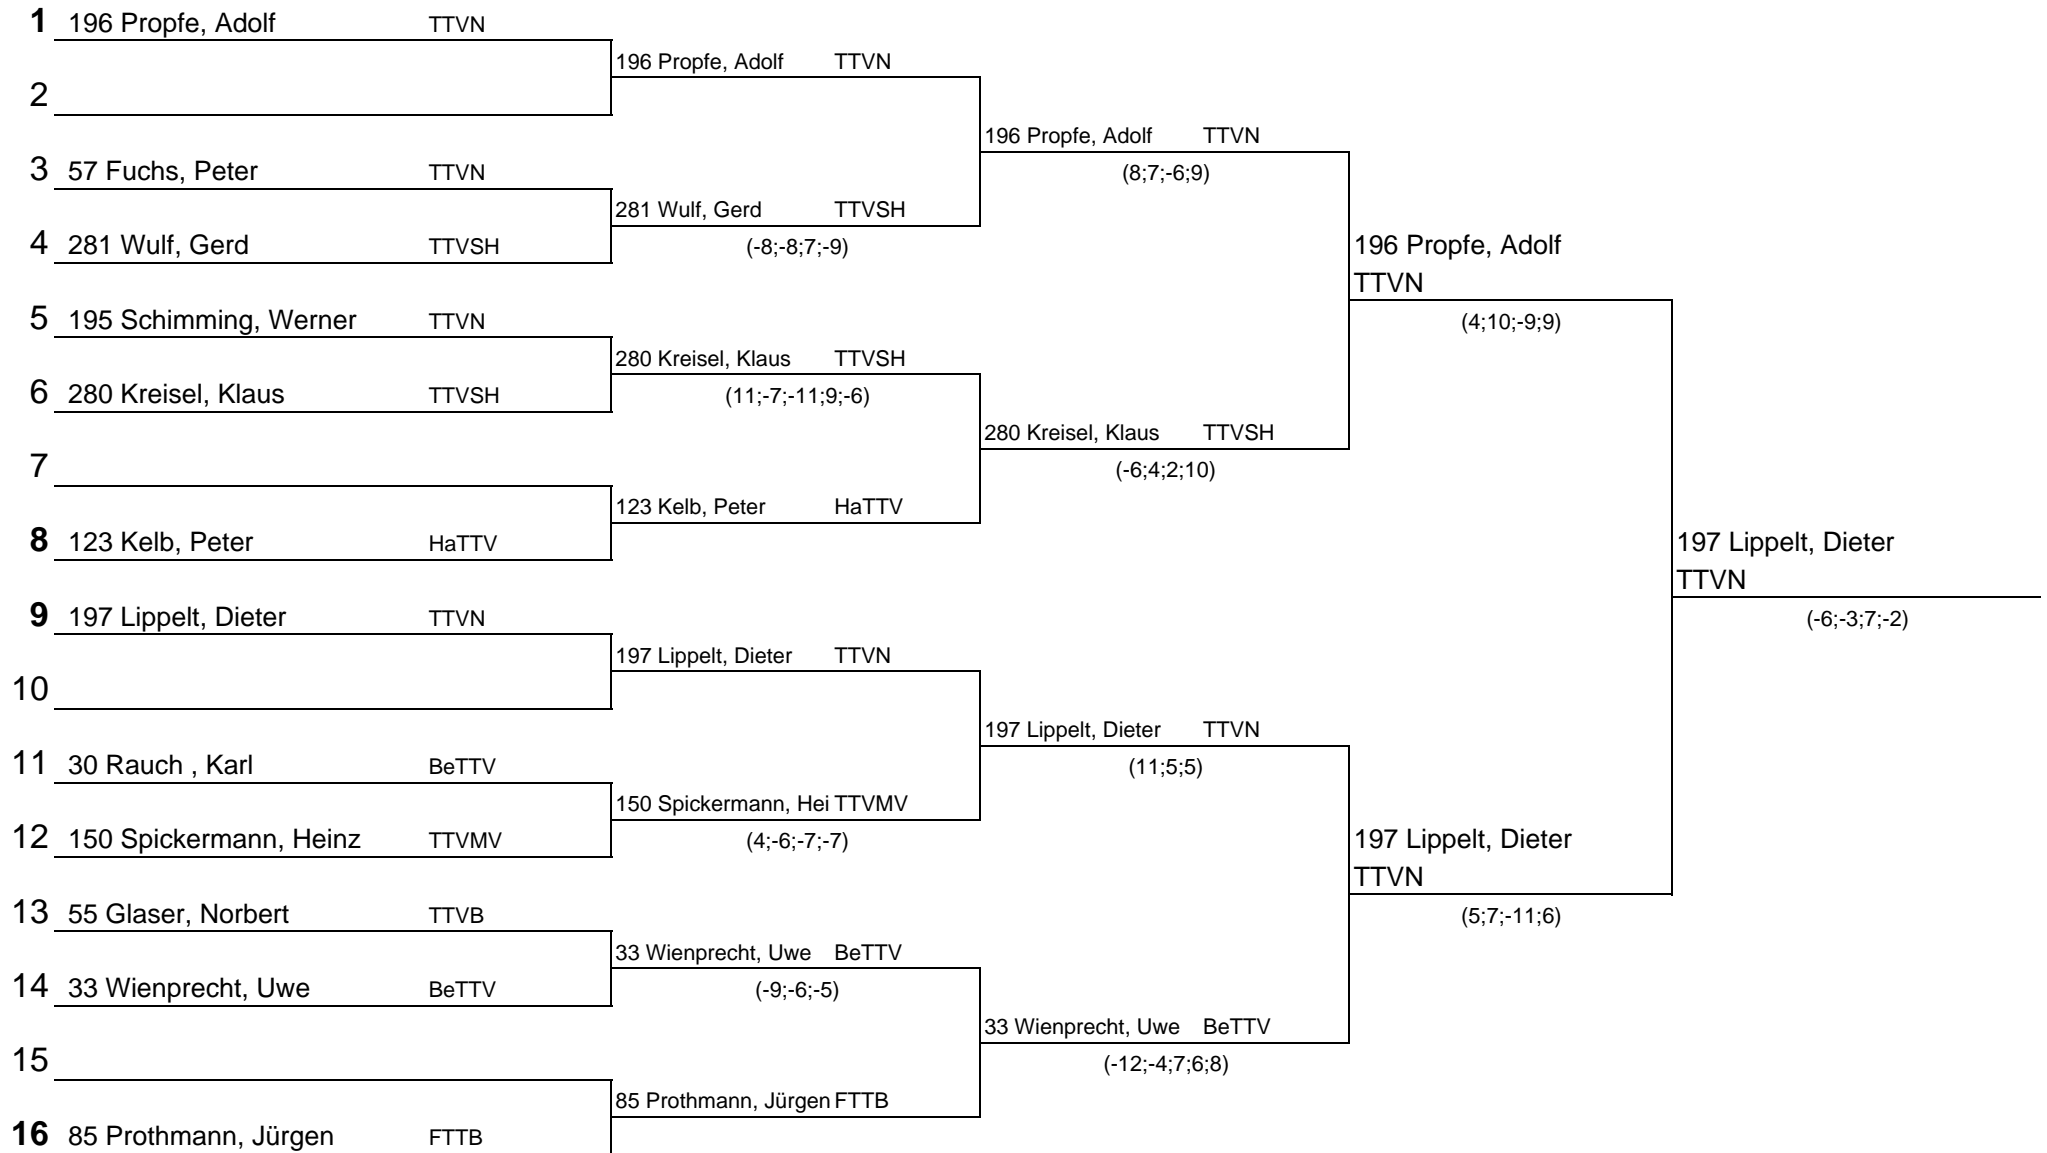 1 196 Propfe, Adolf TTVN
196 Propfe, Adolf TTVN
2
196 Propfe, Adolf TTVN
3 57 Fuchs, Peter TTVN
(8;7;-6;9)
281 Wulf, Gerd TTVSH
4 281 Wulf, Gerd TTVSH
(-8;-8;7;-9)
196 Propfe, Adolf
TTVN
5 195 Schimming, Werner TTVN
(4;10;-9;9)
280 Kreisel, Klaus TTVSH
6 280 Kreisel, Klaus TTVSH
(11;-7;-11;9;-6)
280 Kreisel, Klaus TTVSH
7
(-6;4;2;10)
123 Kelb, Peter HaTTV
8 123 Kelb, Peter HaTTV
197 Lippelt, Dieter
TTVN
9 197 Lippelt, Dieter TTVN
(-6;-3;7;-2)
197 Lippelt, Dieter TTVN
10
197 Lippelt, Dieter TTVN
11 30 Rauch , Karl BeTTV
(11;5;5)
150 Spickermann, Hei TTVMV
12 150 Spickermann, Heinz TTVMV
(4;-6;-7;-7)
197 Lippelt, Dieter
TTVN
13 55 Glaser, Norbert TTVB
(5;7;-11;6)
33 Wienprecht, Uwe BeTTV
14 33 Wienprecht, Uwe BeTTV
(-9;-6;-5)
33 Wienprecht, Uwe BeTTV
15
(-12;-4;7;6;8)
85 Prothmann, Jürgen FTTB
16 85 Prothmann, Jürgen FTTB